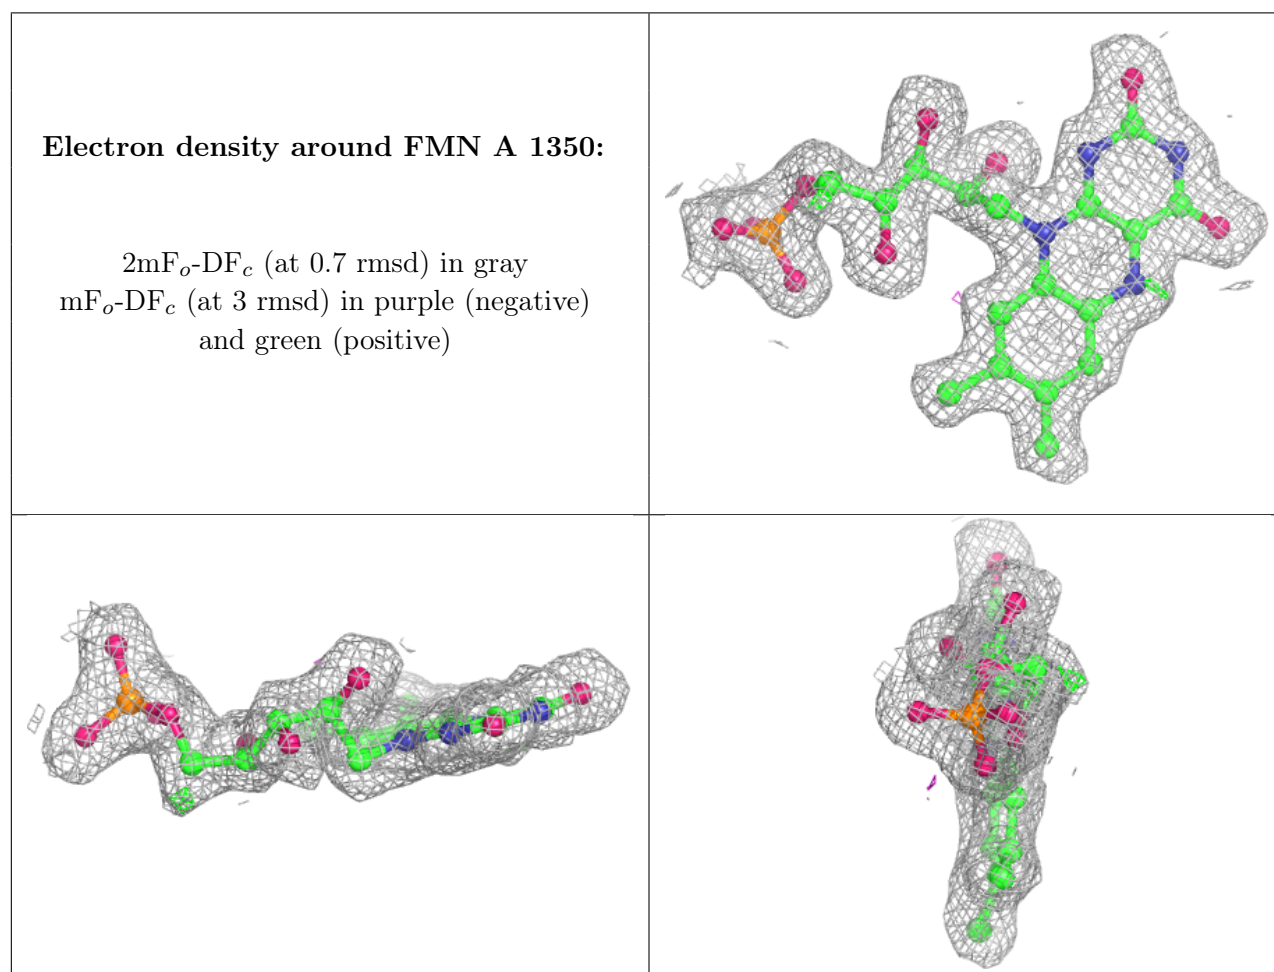 Electron density around FMN A 1350:
2mFₒ-DF𝒸 (at 0.7 rmsd) in gray
mFₒ-DF𝒸 (at 3 rmsd) in purple (negative)
and green (positive)